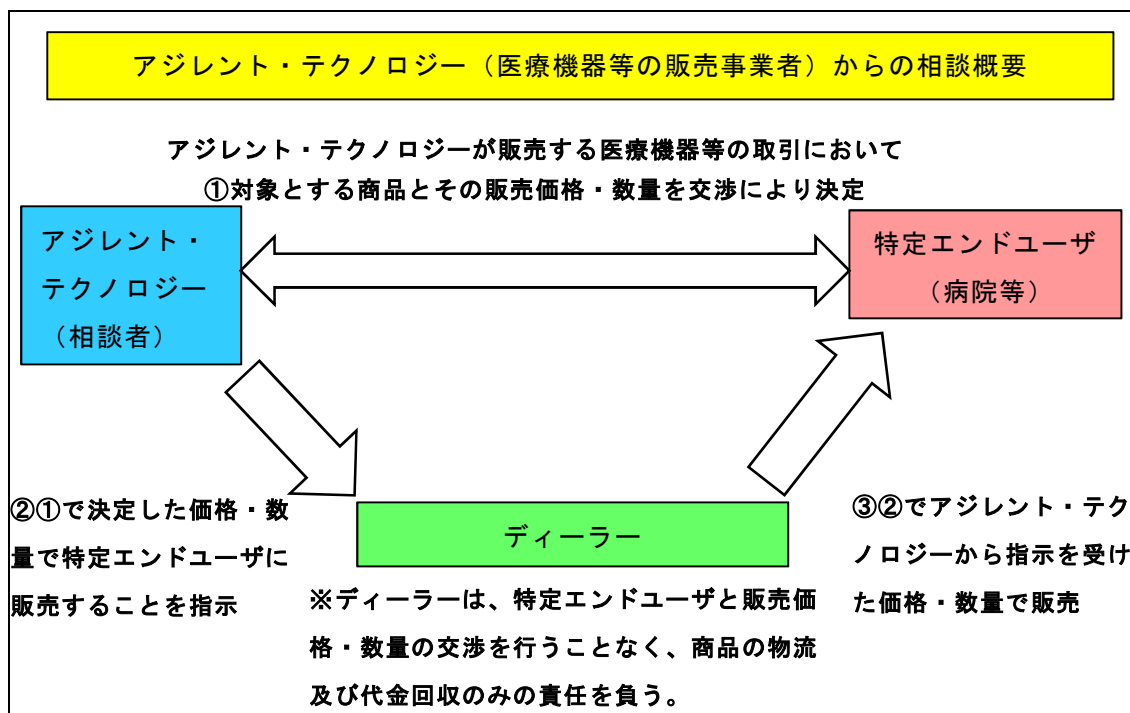 アジレント・テクノロジー（医療機器等の販売事業者）からの相談概要
アジレント・テクノロジーが販売する医療機器等の取引において
①対象とする商品とその販売価格・数量を交渉により決定
アジレント・
テクノロジー
（相談者）
特定エンドユーザ
（病院等）
②①で決定した価格・数
量で特定エンドユーザに
販売することを指示
ディーラー
※ディーラーは、特定エンドユーザと販売価
格・数量の交渉を行うことなく、商品の物流
及び代金回収のみの責任を負う。
③②でアジレント・テク
ノロジーから指示を受け
た価格・数量で販売